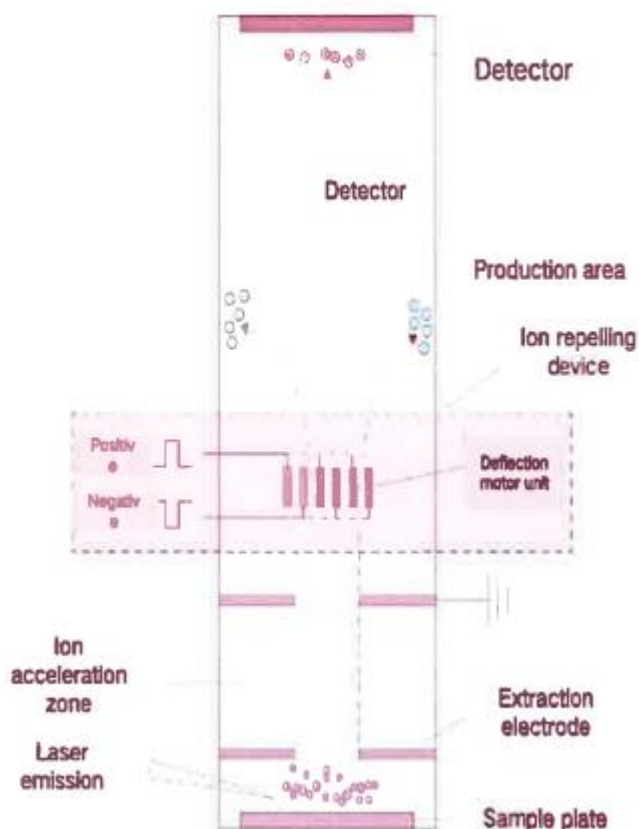 Detector
Detector
Production area
Ion repelling
device
Positiv
Negativ
Deflection
motor unit
Ion
acceleration
zone
Extraction
electrode
Laser
emission
Sample plate